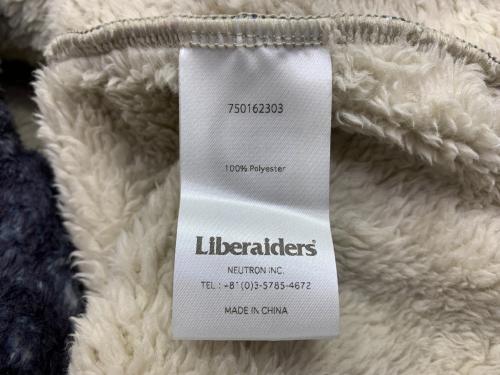 750162303
100% Polyester
Liberaiders®
NEUTRON INC.
TEL : +81(0)3-5785-4672
MADE IN CHINA